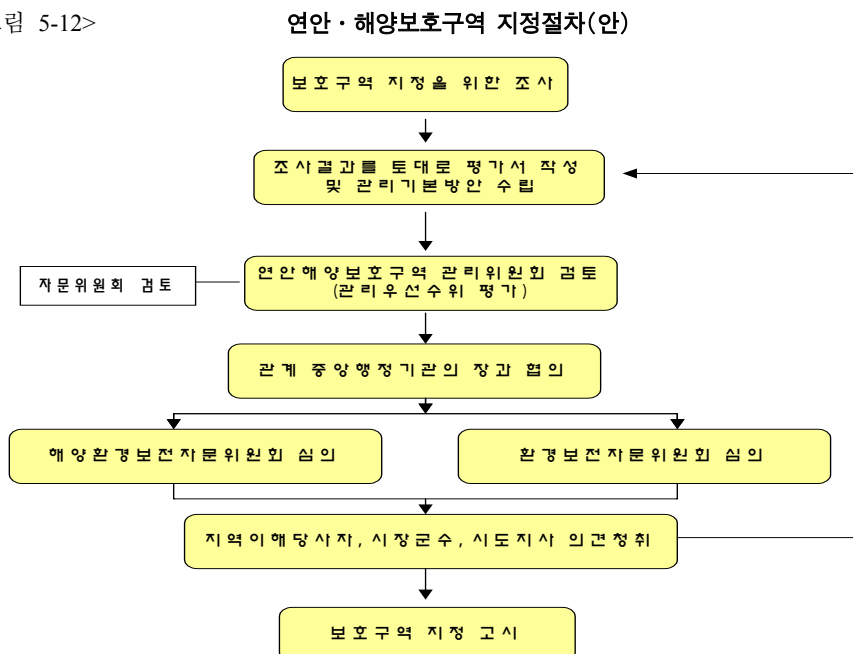 림 5-12>
연안·해양보호구역 지정절차(안)
보호구역 지정을 위한 조사
조사결과를 토대로 평가서 작성
및 관리기본방안 수립
자문위원회 검토
연안해양보호구역 관리위원회 검토
(관리우선수위 평가)
관계 중앙행정기관의 장과 협의
해양환경보전자문위원회 심의
환경보전자문위원회 심의
지역이해당사자, 시장군수, 시도지사 의견청취
보호구역 지정 고시